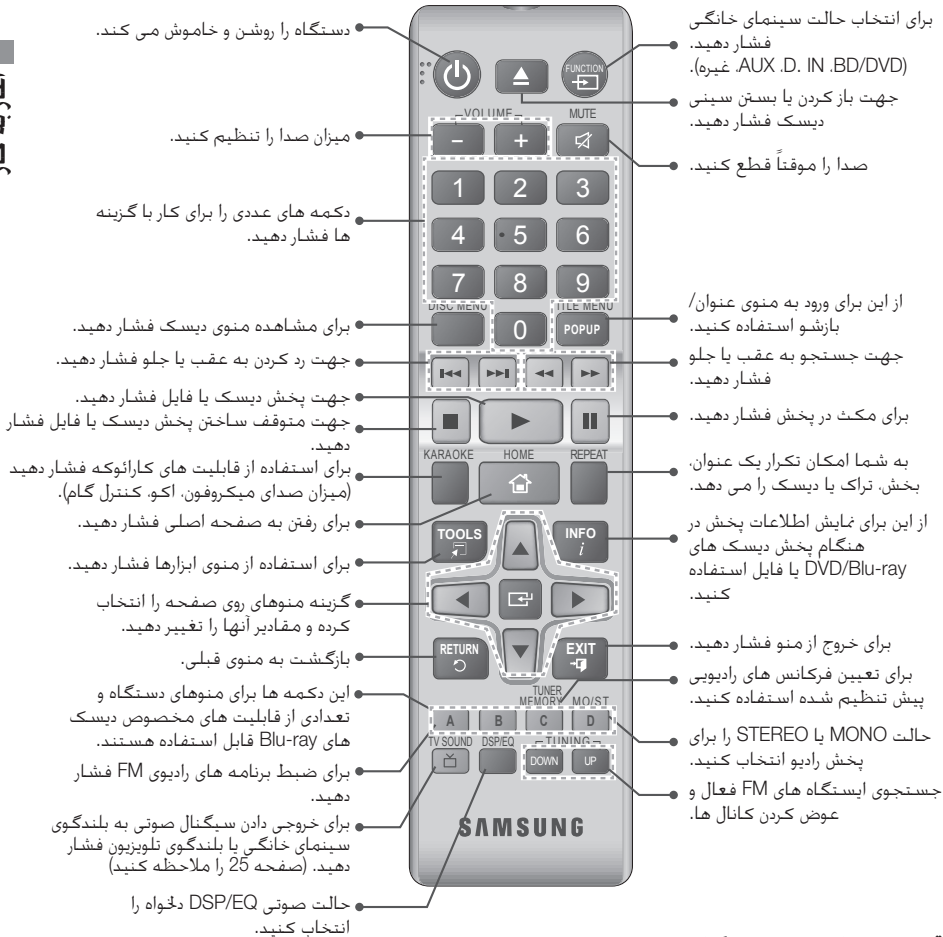 برای انتخاب حالت سینمای خانگی
فشار دهید.
(BD/DVD، D. IN، AUX، غیره).
جهت باز کردن یا بستن سینی
دیسک فشار دهید.
صدا را موقتاً قطع کنید.
از این برای ورود به منوی عنوان/
بازشو استفاده کنید.
جهت جستجو به عقب یا جلو
فشار دهید.
برای مکث در پخش فشار دهید.
به شما امکان تکرار یک عنوان،
بخش، تراک یا دیسک را می دهد.
از این برای نمایش اطلاعات پخش در
هنگام پخش دیسک های
DVD/Blu-ray یا فایل استفاده
کنید.
برای خروج از منو فشار دهید.
برای تعیین فرکانس های رادیویی
پیش تنظیم شده استفاده کنید.
حالت MONO یا STEREO را برای
پخش رادیو انتخاب کنید.
جستجوی ایستگاه های FM فعال و
عوض کردن کانال ها.
FUNCTION
VOLUME MUTE
- +
1 2 3
4 5 6
7 8 9
DISC MENU TITLE MENU
0 POPUP
KARAOKE HOME REPEAT
TOOLS INFO
i
RETURN EXIT
TUNER
MEMORY MO/ST
A B C D
TV SOUND DSP/EQ TUNING
DOWN UP
SAMSUNG
دستگاه را روشن و خاموش می کند.
میزان صدا را تنظیم کنید.
دکمه های عددی را برای کار با گزینه
ها فشار دهید.
برای مشاهده منوی دیسک فشار دهید.
جهت رد کردن به عقب یا جلو فشار دهید.
جهت پخش دیسک یا فایل فشار دهید.
جهت متوقف ساختن پخش دیسک یا فایل فشار
دهید.
برای استفاده از قابلیت های کارائوکه فشار دهید
(میزان صدای میکروفون، اکو، کنترل گام).
برای رفتن به صفحه اصلی فشار دهید.
برای استفاده از منوی ابزارها فشار دهید.
گزینه منوهای روی صفحه را انتخاب
کرده و مقادیر آنها را تغییر دهید.
بازگشت به منوی قبلی.
این دکمه ها برای منوهای دستگاه و
تعدادی از قابلیت های مخصوص دیسک
های Blu-ray قابل استفاده هستند.
برای ضبط برنامه های رادیوی FM فشار
دهید.
برای خروجی دادن سیگنال صوتی به بلندگوی
سینمای خانگی یا بلندگوی تلویزیون فشار
دهید. (صفحه 25 را ملاحظه کنید)
حالت صوتی DSP/EQ دلخواه را
انتخاب کنید.